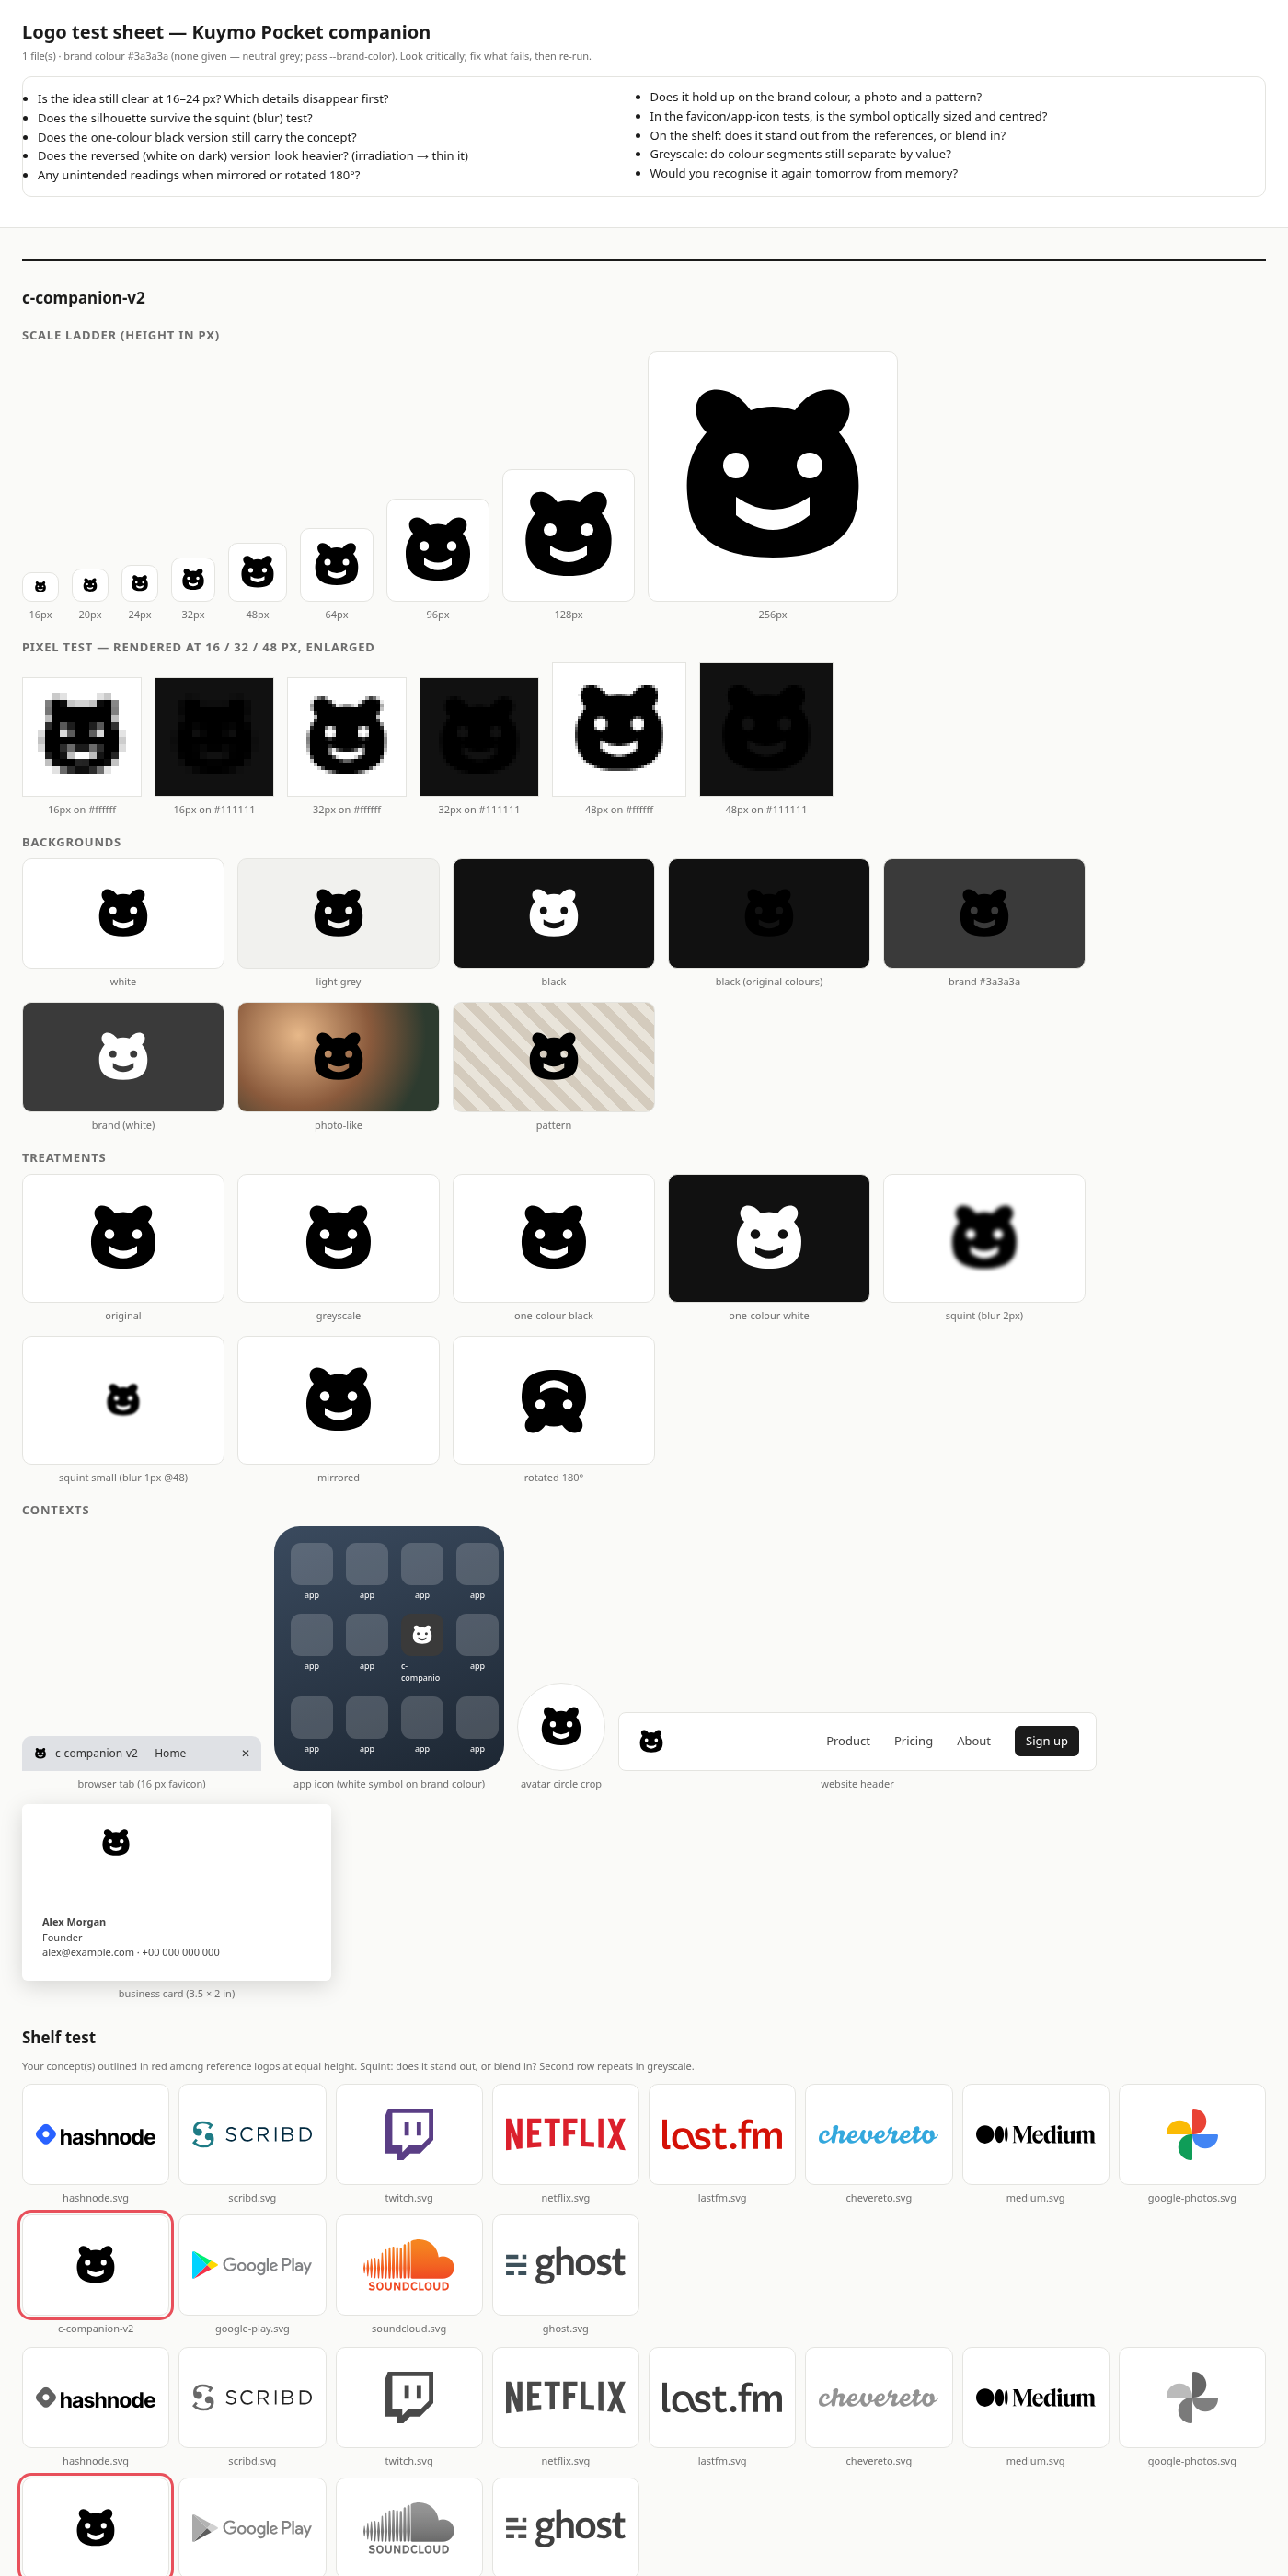 Logo test sheet — Kuymo Pocket companion
1 file(s) · brand colour #3a3a3a (none given — neutral grey; pass --brand-color). Look critically; fix what fails, then re-run.
Is the idea still clear at 16–24 px? Which details disappear first?
Does the silhouette survive the squint (blur) test?
Does the one-colour black version still carry the concept?
Does the reversed (white on dark) version look heavier? (irradiation → thin it)
Any unintended readings when mirrored or rotated 180°?
Does it hold up on the brand colour, a photo and a pattern?
In the favicon/app-icon tests, is the symbol optically sized and centred?
On the shelf: does it stand out from the references, or blend in?
Greyscale: do colour segments still separate by value?
Would you recognise it again tomorrow from memory?
c-companion-v2
SCALE LADDER (HEIGHT IN PX)
16px 20px 24px 32px 48px 64px 96px 128px 256px
PIXEL TEST — RENDERED AT 16 / 32 / 48 PX, ENLARGED
16px on #ffffff 16px on #111111 32px on #ffffff 32px on #111111 48px on #ffffff 48px on #111111
BACKGROUNDS
white light grey black black (original colours) brand #3a3a3a
brand (white) photo-like pattern
TREATMENTS
original greyscale one-colour black one-colour white squint (blur 2px)
squint small (blur 1px @48) mirrored rotated 180°
CONTEXTS
app app app app
app app c-companio app
app app app app
c-companion-v2 — Home ×
Product Pricing About Sign up
browser tab (16 px favicon) app icon (white symbol on brand colour) avatar circle crop website header
Alex Morgan
Founder
alex@example.com · +00 000 000 000
business card (3.5 × 2 in)
Shelf test
Your concept(s) outlined in red among reference logos at equal height. Squint: does it stand out, or blend in? Second row repeats in greyscale.
hashnode SCRIBD NETFLIX last.fm chevereto Medium
hashnode.svg scribd.svg twitch.svg netflix.svg lastfm.svg chevereto.svg medium.svg google-photos.svg
Google Play SOUNDCLOUD ghost
c-companion-v2 google-play.svg soundcloud.svg ghost.svg
hashnode SCRIBD NETFLIX last.fm chevereto Medium
hashnode.svg scribd.svg twitch.svg netflix.svg lastfm.svg chevereto.svg medium.svg google-photos.svg
Google Play SOUNDCLOUD ghost